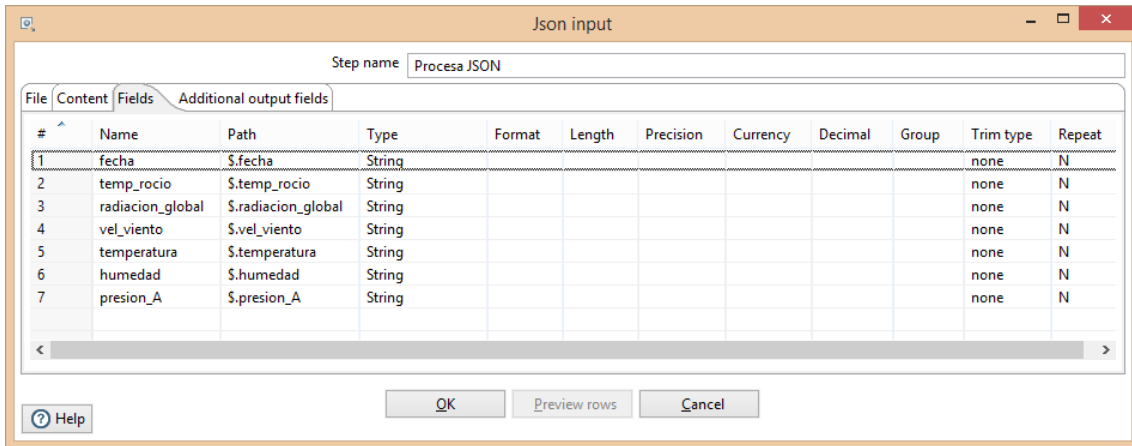 Json input
Step name Procesa JSON
File Content Fields Additional output fields
# Name Path Type Format Length Precision Currency Decimal Group Trim type Repeat
1 fecha $.fecha String none N
2 temp_rocio $.temp_rocio String none N
3 radiacion_global $.radiacion_global String none N
4 vel_viento $.vel_viento String none N
5 temperatura $.temperatura String none N
6 humedad $.humedad String none N
7 presion_A $.presion_A String none N
OK Preview rows Cancel
Help